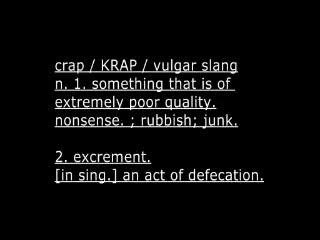 crap / KRAP / vulgar slang
n. 1. something that is of
extremely poor quality.
nonsense. ; rubbish; junk.
2. excrement.
[in sing.] an act of defecation.